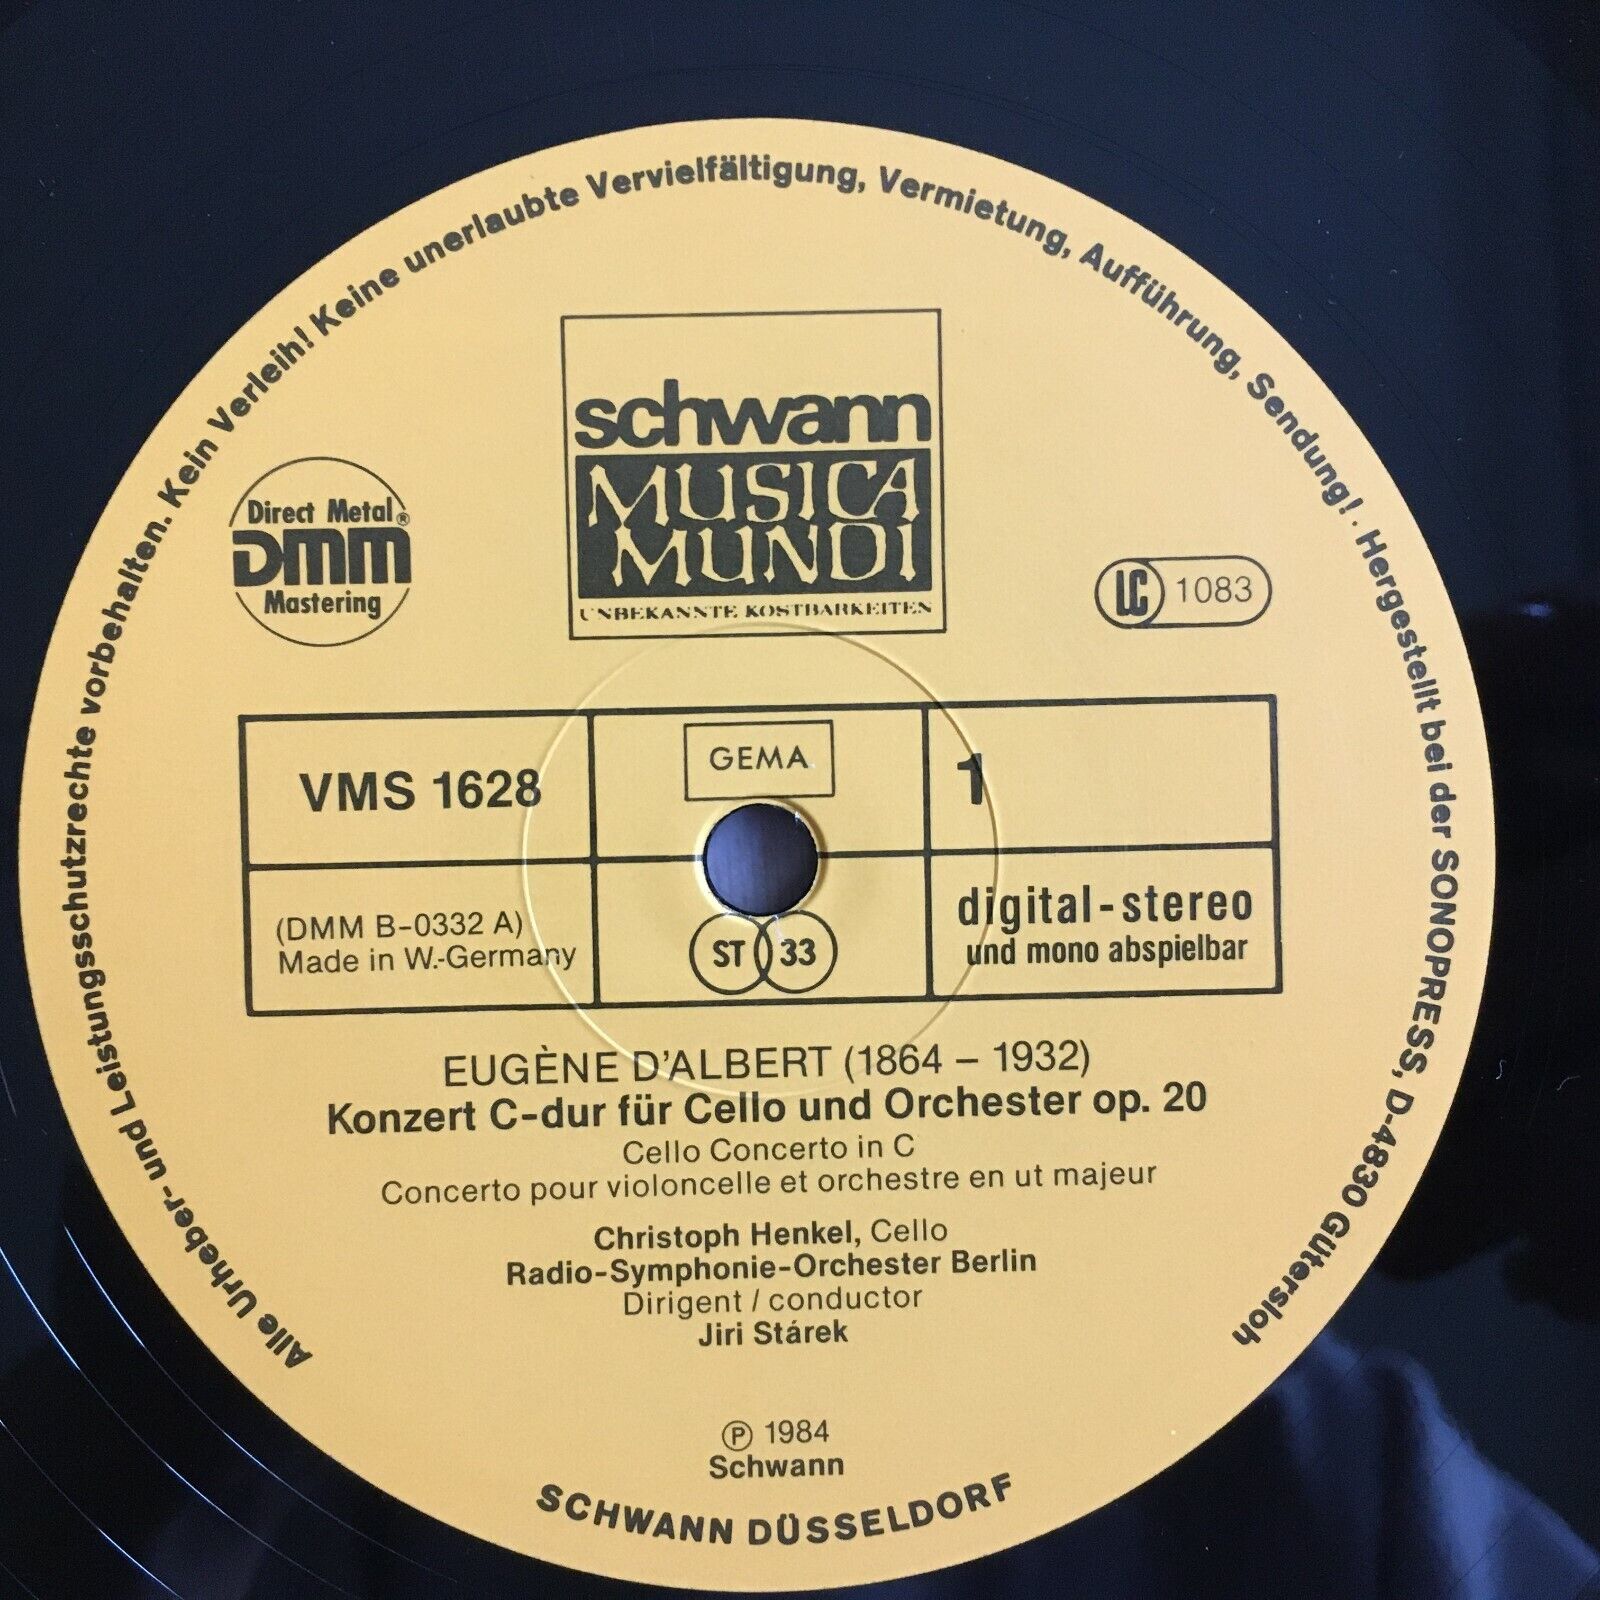 Alle Urheber- und Leistungsschutzrechte vorbehalten. Kein Verleih! Keine unerlaubte Vervielfältigung, Vermietung, Aufführung, Sendung! · Hergestellt bei der SONOPRESS, D-4830 Gütersloh
schwann
MUSICA
MUNDI
UNBEKANNTE KOSTBARKEITEN
Direct Metal®
DMM
Mastering
LC 1083
VMS 1628
GEMA
1
(DMM B-0332 A)
Made in W.-Germany
ST 33
digital-stereo
und mono abspielbar
EUGÈNE D'ALBERT (1864 – 1932)
Konzert C-dur für Cello und Orchester op. 20
Cello Concerto in C
Concerto pour violoncelle et orchestre en ut majeur
Christoph Henkel, Cello
Radio-Symphonie-Orchester Berlin
Dirigent / conductor
Jiri Stárek
℗ 1984
Schwann
SCHWANN DÜSSELDORF